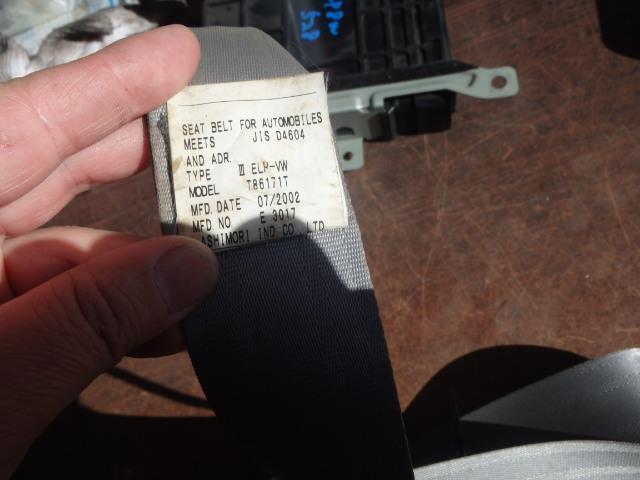 SEAT BELT FOR AUTOMOBILES
MEETS JIS D4604
AND ADR.
TYPE Ⅲ ELR-VW
MODEL T86171T
MFD. DATE 07/2002
MFD. NO E 3017
ASHIMORI IND CO., LTD